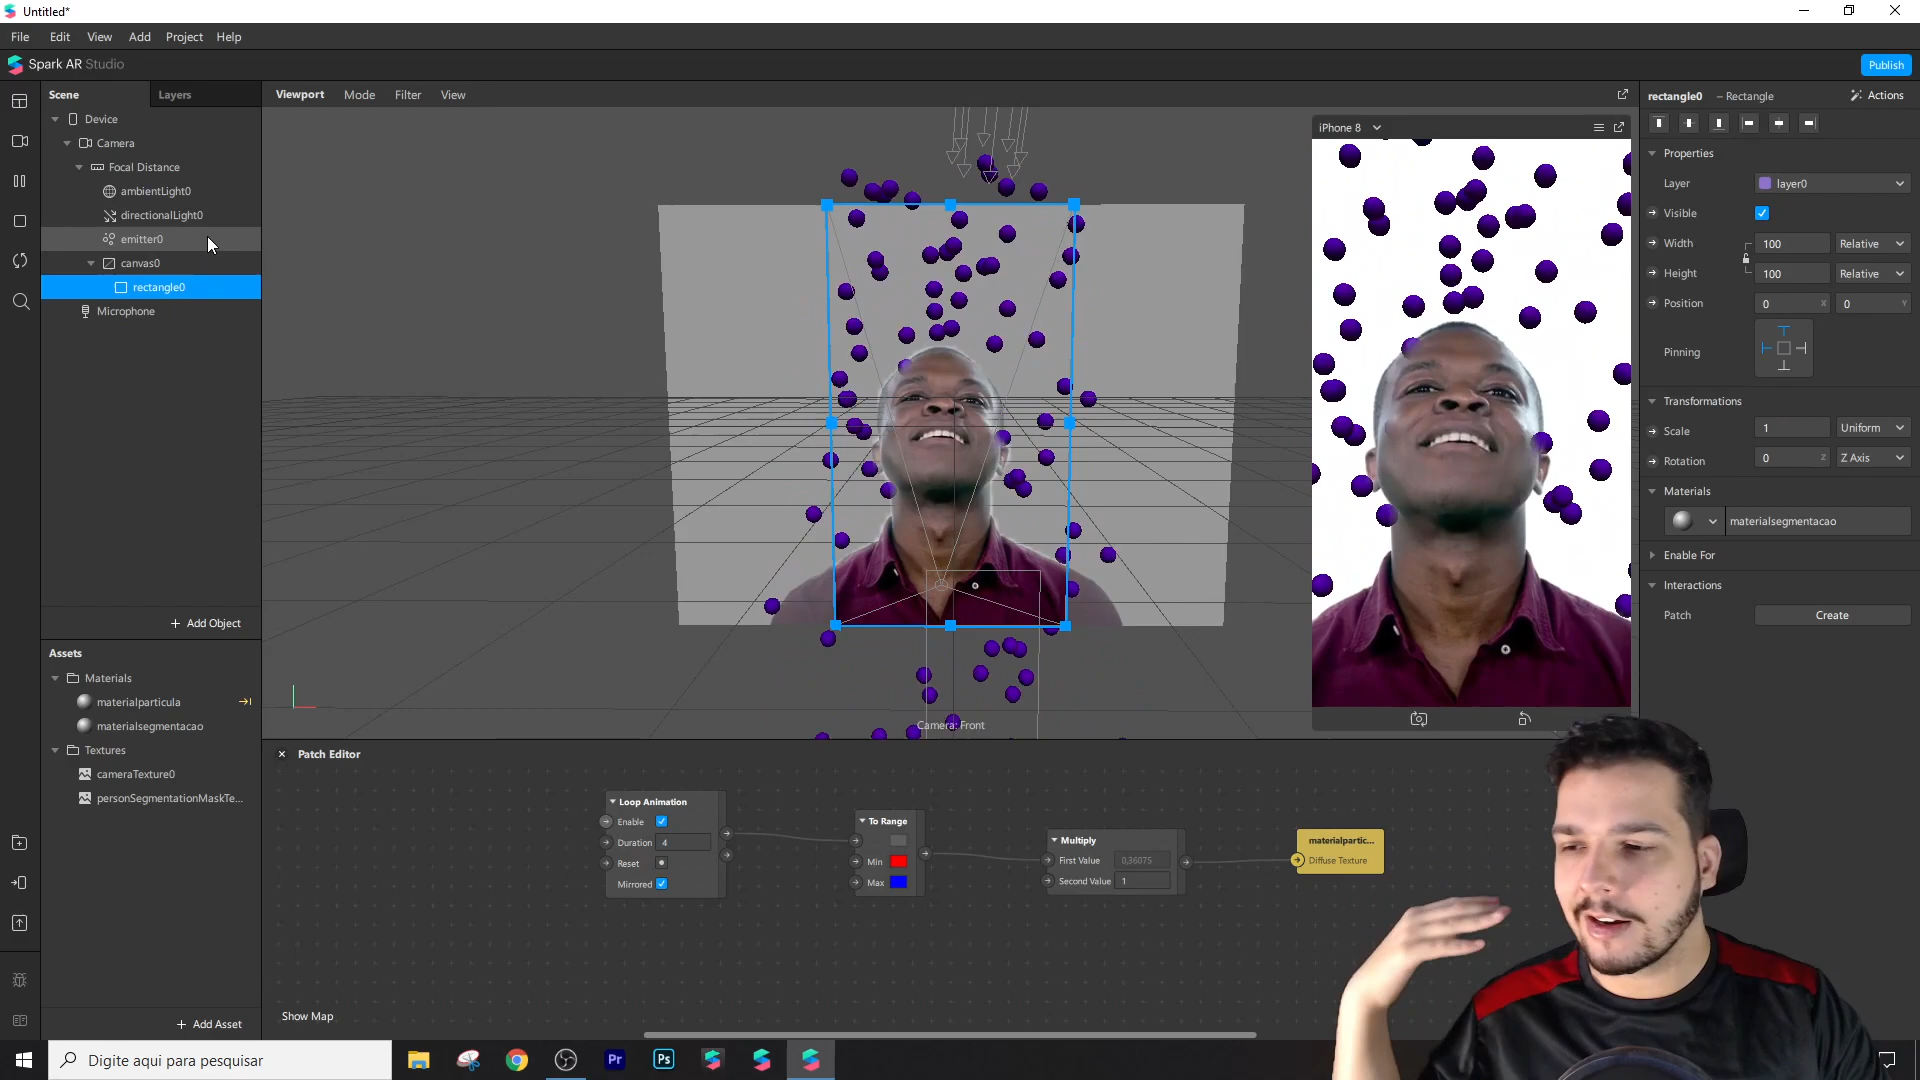 Untitled*
File Edit View Add Project Help
Spark AR Studio
Publish
Scene Layers
Device
Camera
Focal Distance
ambientLight0
directionalLight0
emitter0
canvas0
rectangle0
Microphone
+ Add Object
Assets
Materials
materialparticula
materialsegmentacao
Textures
cameraTexture0
personSegmentationMaskTe...
+ Add Asset
Viewport Mode Filter View
Camera: Front
iPhone 8
rectangle0 – Rectangle Actions
Properties
Layer layer0
Visible
Width 100 Relative
Height 100 Relative
Position 0 X 0 Y
Pinning
Transformations
Scale 1 Uniform
Rotation 0 Z Z Axis
Materials
materialsegmentacao
Enable For
Interactions
Patch Create
Patch Editor
Loop Animation
Enable
Duration 4
Reset
Mirrored
To Range
Min
Max
Multiply
First Value 0,36075
Second Value 1
materialpartic...
Diffuse Texture
Show Map
Digite aqui para pesquisar
Pr
Ps